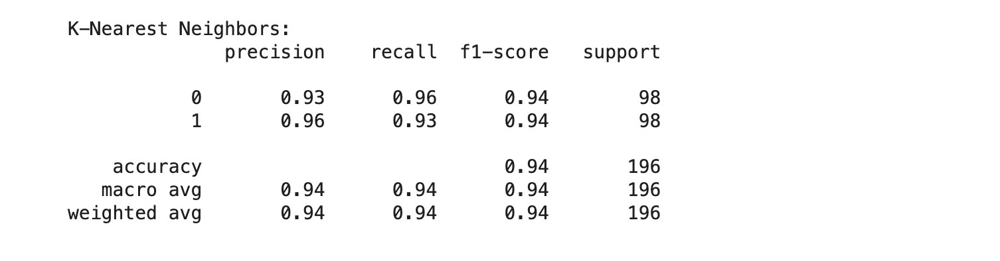 K-Nearest Neighbors:
precision recall f1-score support
0 0.93 0.96 0.94 98
1 0.96 0.93 0.94 98
accuracy 0.94 196
macro avg 0.94 0.94 0.94 196
weighted avg 0.94 0.94 0.94 196